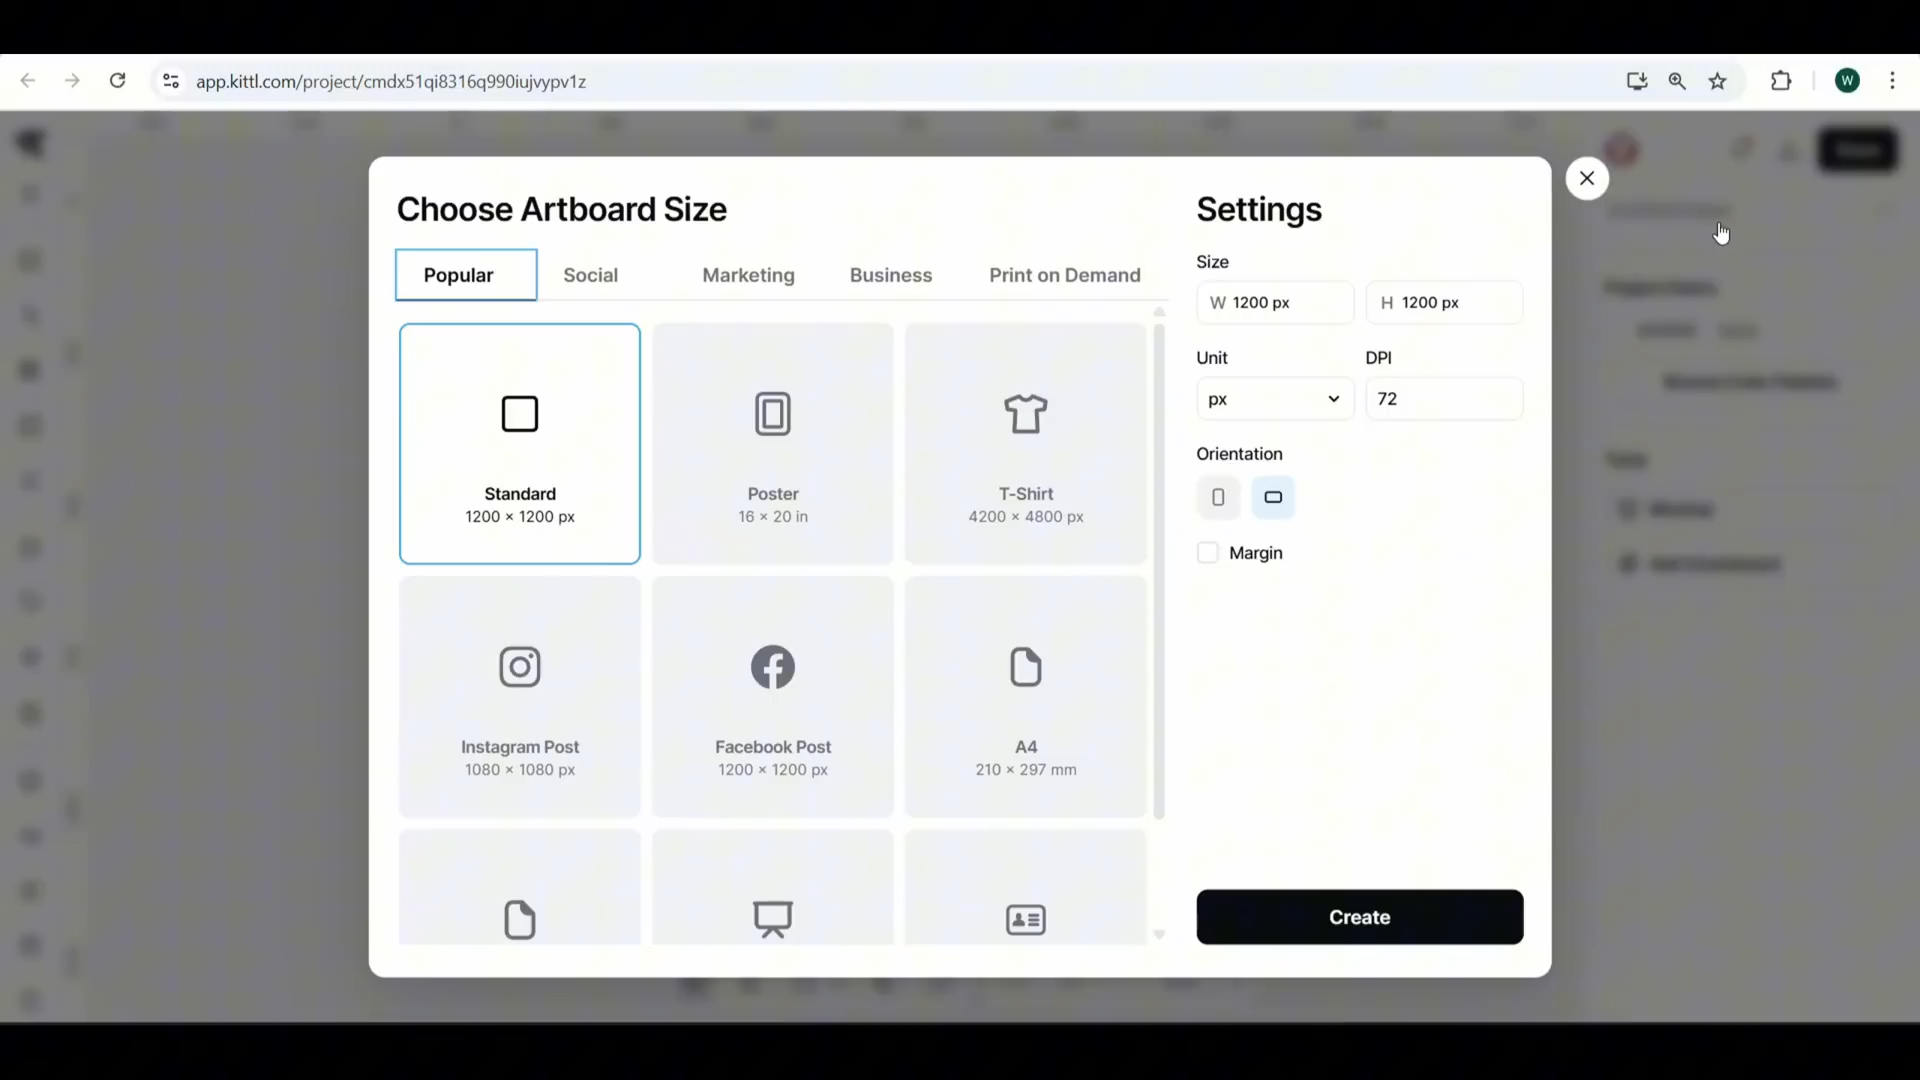 app.kittl.com/project/cmdx51qi8316q990iujvypv1z
W
Choose Artboard Size
Popular
Social
Marketing
Business
Print on Demand
Standard
1200 × 1200 px
Poster
16 × 20 in
T-Shirt
4200 × 4800 px
Instagram Post
1080 × 1080 px
Facebook Post
1200 × 1200 px
A4
210 × 297 mm
Settings
Size
W 1200 px
H 1200 px
Unit
DPI
px
72
Orientation
Margin
Create